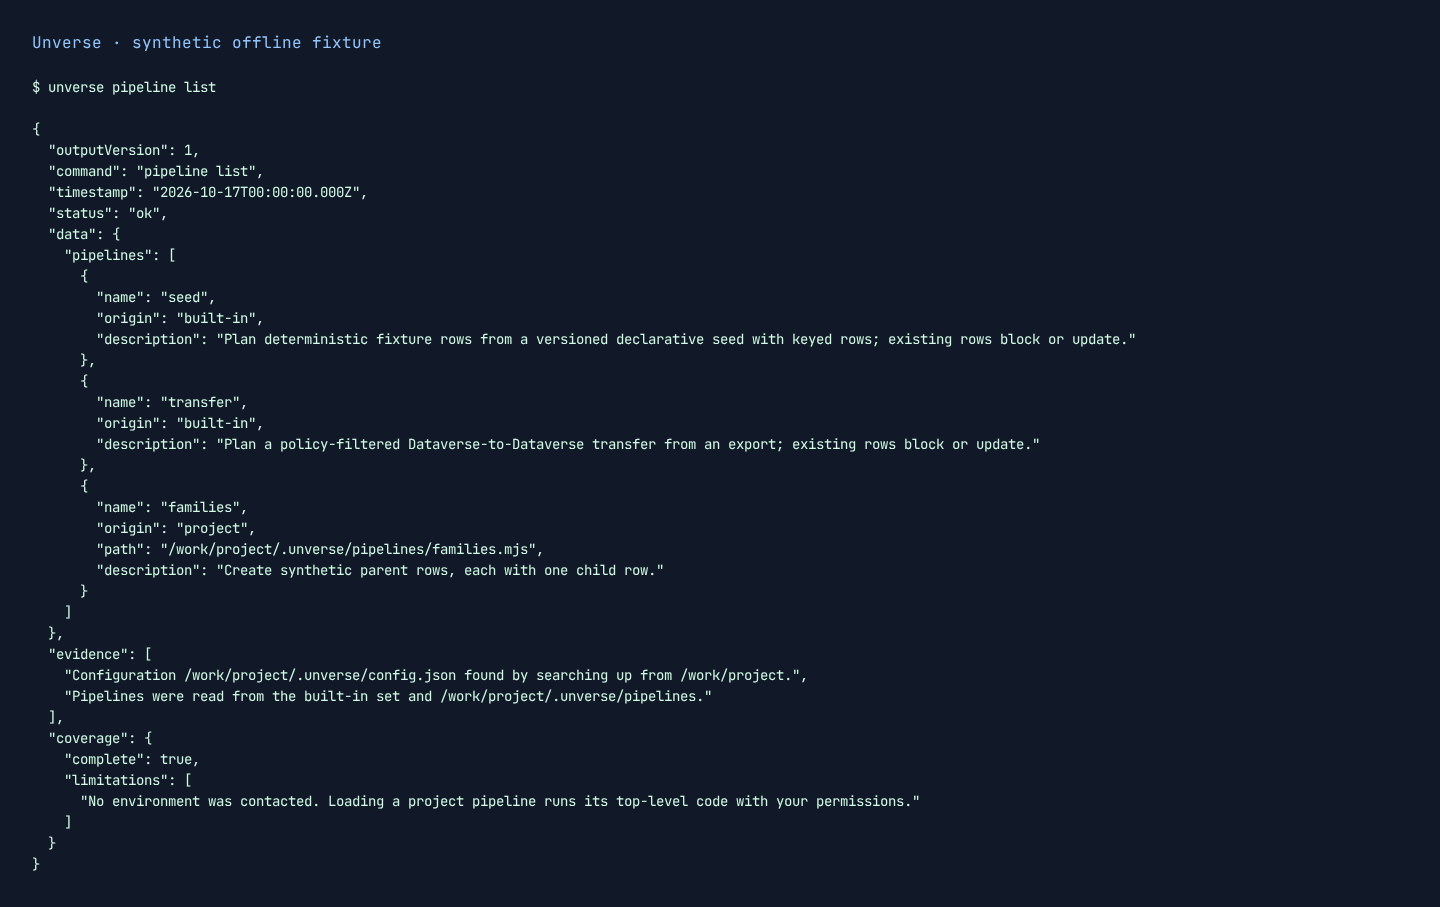 Unverse · synthetic offline fixture
$ unverse pipeline list
{
  "outputVersion": 1,
  "command": "pipeline list",
  "timestamp": "2026-10-17T00:00:00.000Z",
  "status": "ok",
  "data": {
    "pipelines": [
      {
        "name": "seed",
        "origin": "built-in",
        "description": "Plan deterministic fixture rows from a versioned declarative seed with keyed rows; existing rows block or update."
      },
      {
        "name": "transfer",
        "origin": "built-in",
        "description": "Plan a policy-filtered Dataverse-to-Dataverse transfer from an export; existing rows block or update."
      },
      {
        "name": "families",
        "origin": "project",
        "path": "/work/project/.unverse/pipelines/families.mjs",
        "description": "Create synthetic parent rows, each with one child row."
      }
    ]
  },
  "evidence": [
    "Configuration /work/project/.unverse/config.json found by searching up from /work/project.",
    "Pipelines were read from the built-in set and /work/project/.unverse/pipelines."
  ],
  "coverage": {
    "complete": true,
    "limitations": [
      "No environment was contacted. Loading a project pipeline runs its top-level code with your permissions."
    ]
  }
}